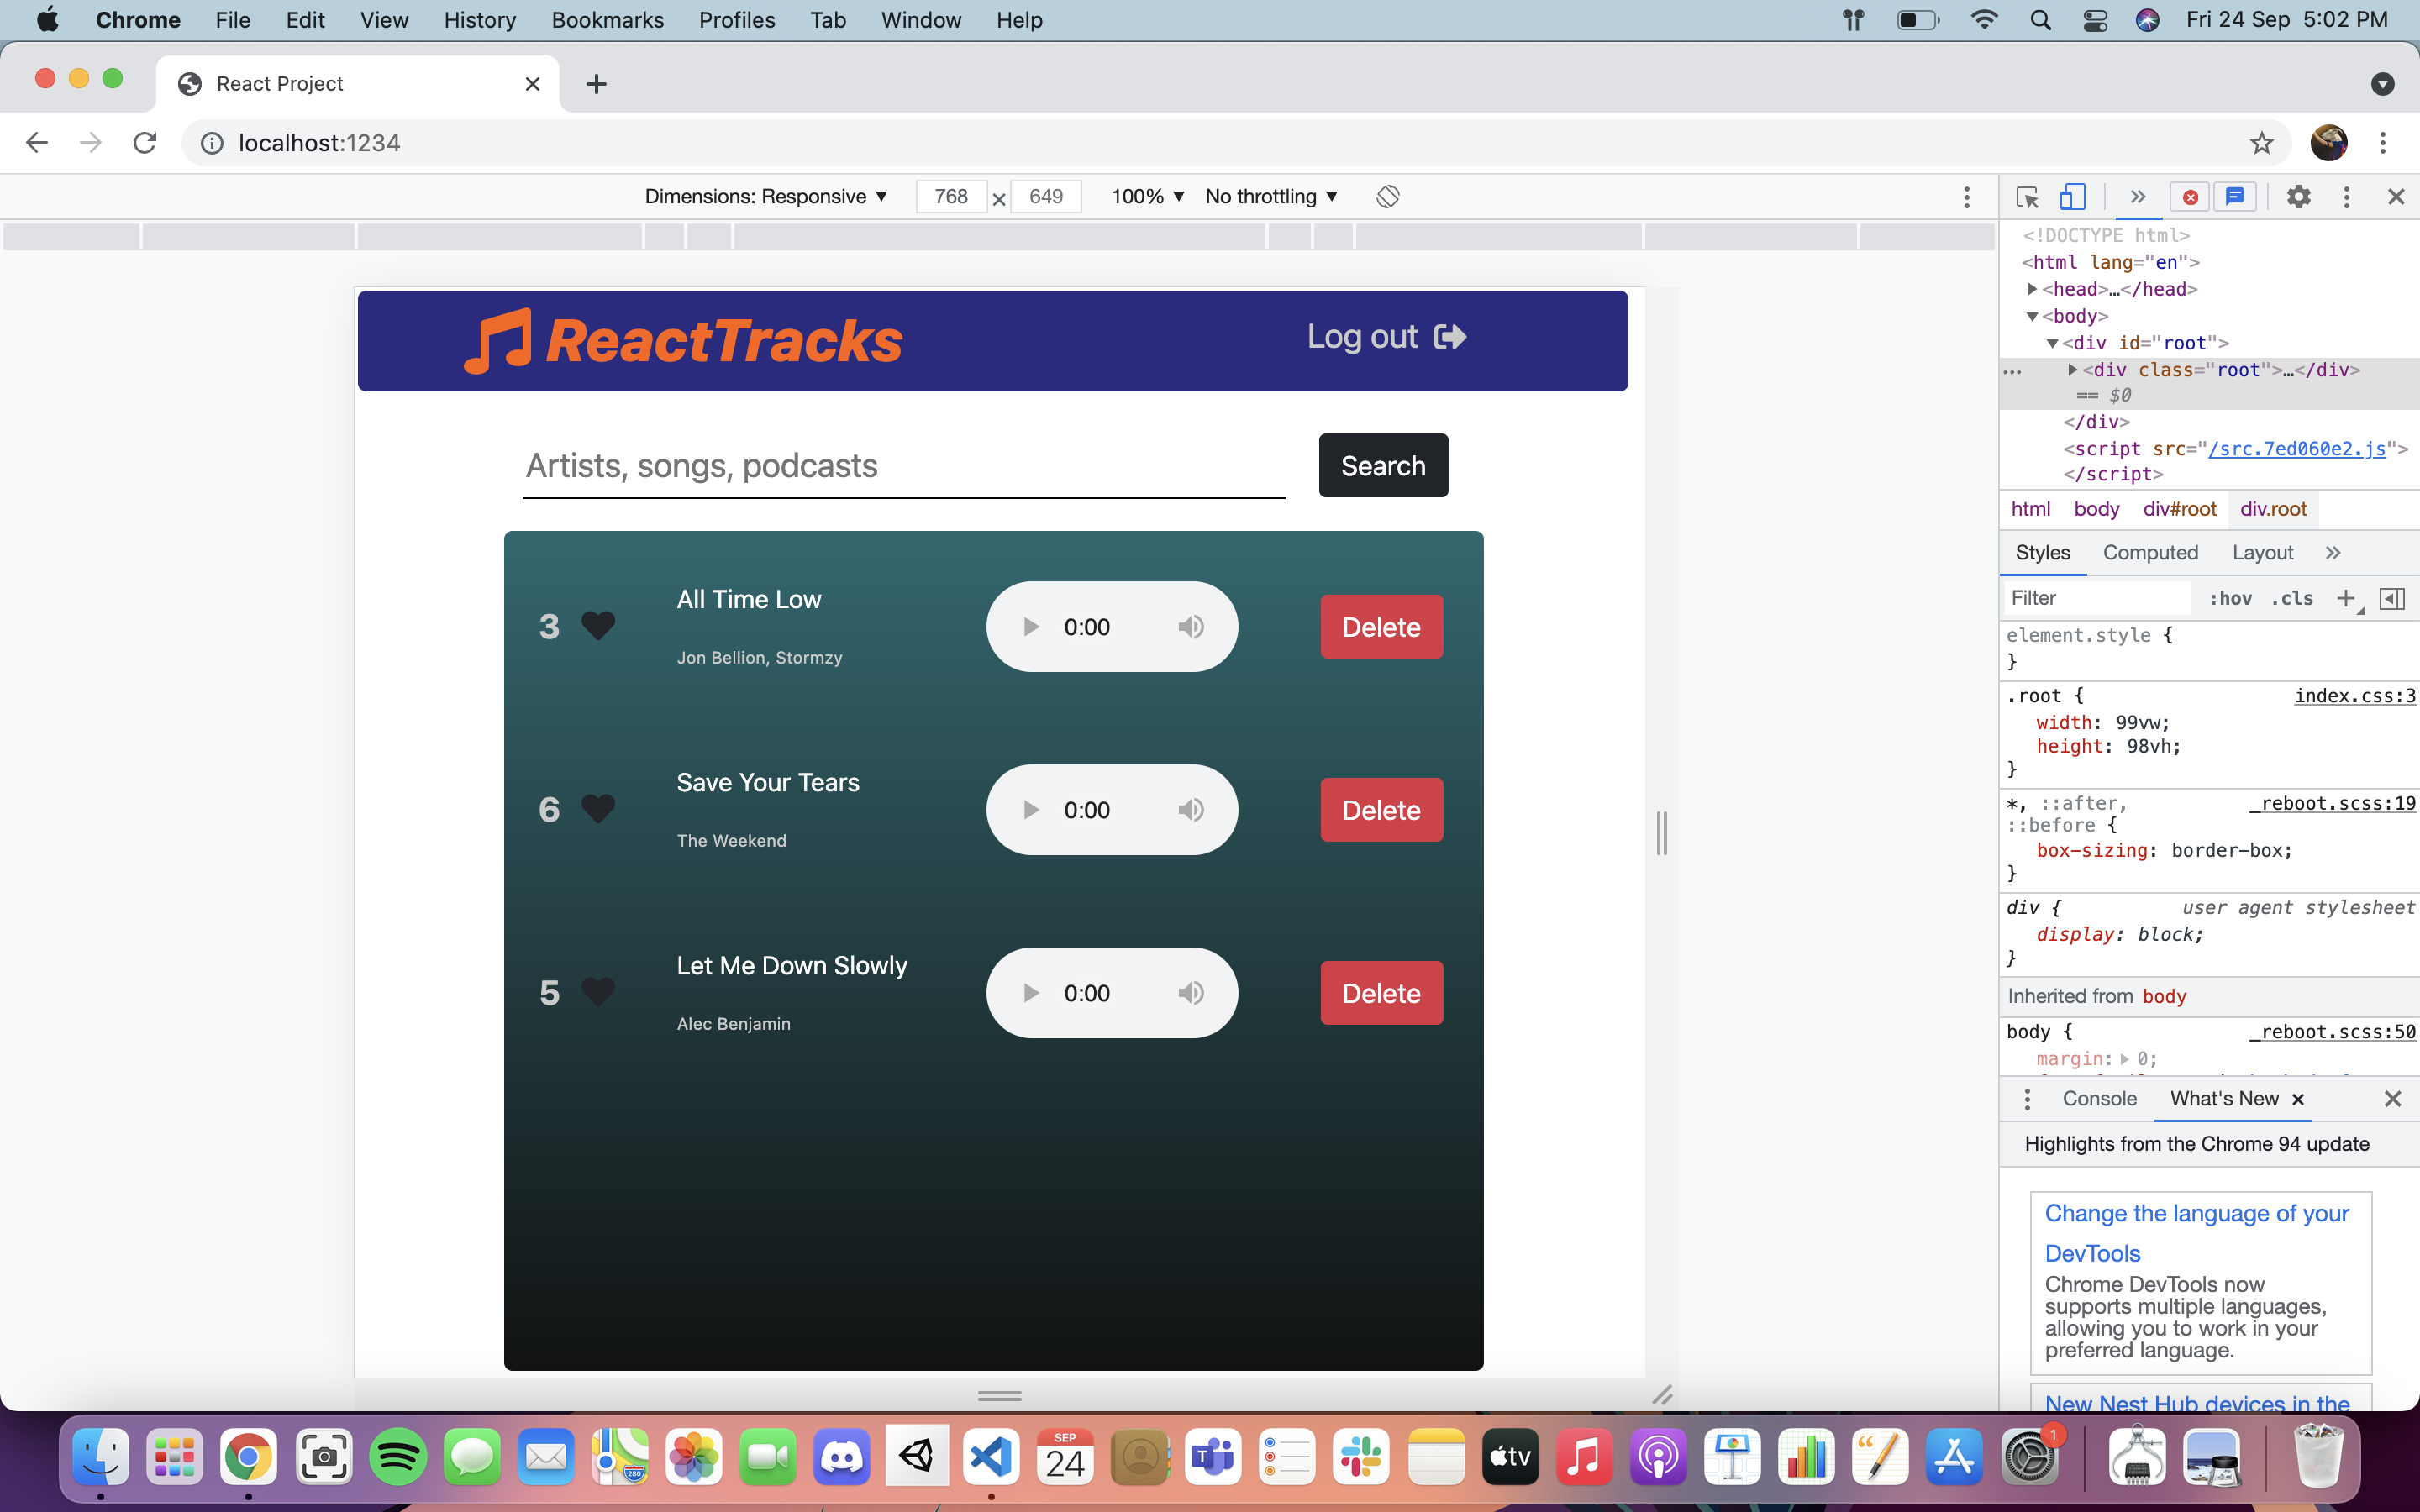 Chrome File Edit View History Bookmarks Profiles Tab Window Help Fri 24 Sep 5:02 PM
React Project
localhost:1234
Dimensions: Responsive ▼ 768 × 649 100% ▼ No throttling ▼
ReactTracks
Log out
Artists, songs, podcasts
Search
3
All Time Low
Jon Bellion, Stormzy
0:00
Delete
6
Save Your Tears
The Weekend
0:00
Delete
5
Let Me Down Slowly
Alec Benjamin
0:00
Delete
<!DOCTYPE html>
<html lang="en">
▶<head>…</head>
▼<body>
▼<div id="root">
… ▶<div class="root">…</div>
== $0
</div>
<script src="/src.7ed060e2.js">
</script>
html body div#root div.root
Styles Computed Layout »
Filter :hov .cls +
element.style {
}
.root { index.css:3
width: 99vw;
height: 98vh;
}
*, ::after, _reboot.scss:19
::before {
box-sizing: border-box;
}
div { user agent stylesheet
display: block;
}
Inherited from body
body { _reboot.scss:50
margin: ▶ 0;
Console What's New ×
Highlights from the Chrome 94 update
Change the language of your
DevTools
Chrome DevTools now
supports multiple languages,
allowing you to work in your
preferred language.
New Nest Hub devices in the
280
SEP
24
T
tv
1